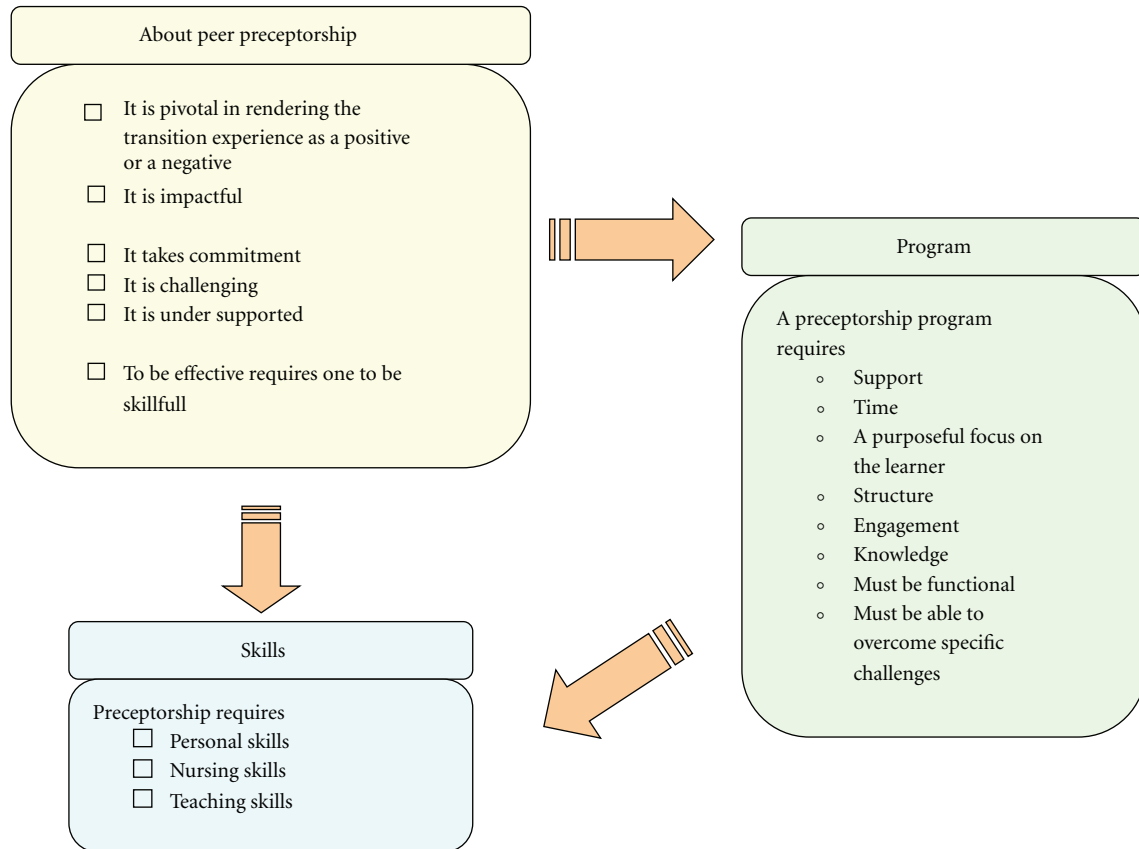 About peer preceptorship
It is pivotal in rendering the
transition experience as a positive
or a negative
It is impactful
It takes commitment
It is challenging
It is under supported
To be effective requires one to be
skillfull
Program
A preceptorship program
requires
Support
Time
A purposeful focus on
the learner
Structure
Engagement
Knowledge
Must be functional
Must be able to
overcome specific
challenges
Skills
Preceptorship requires
Personal skills
Nursing skills
Teaching skills